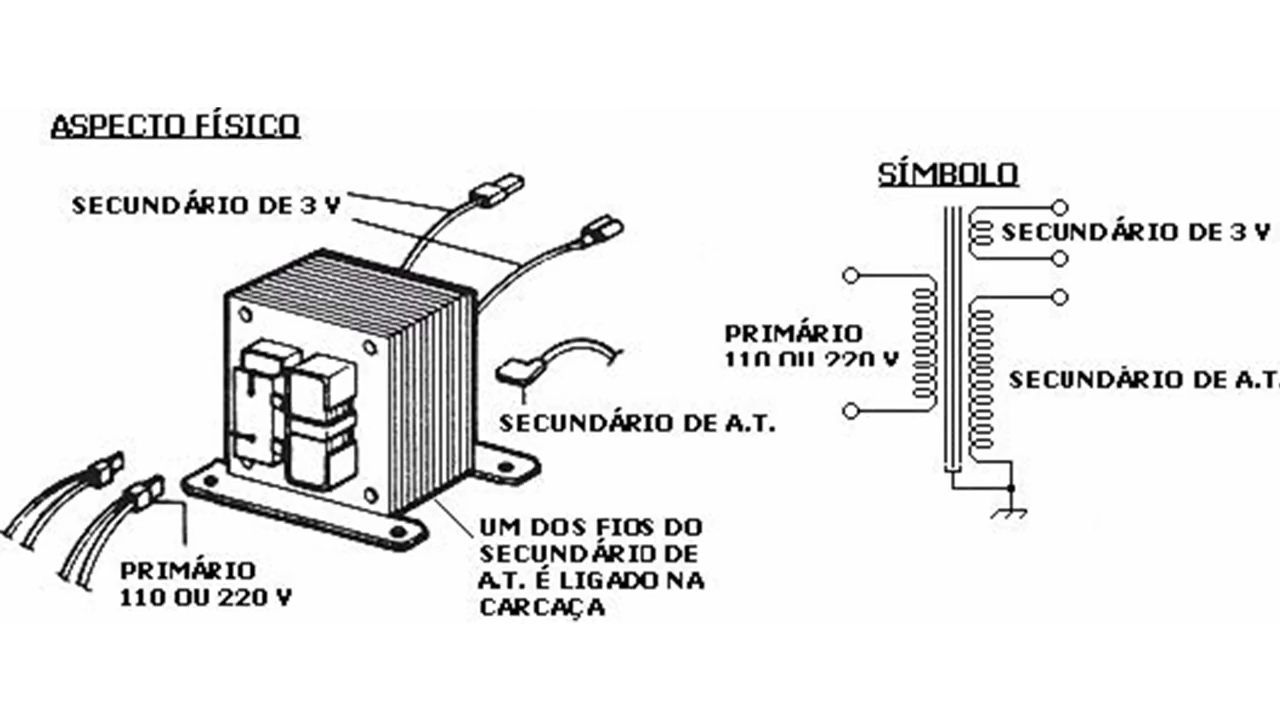 ASPECTO FÍSICO
SECUNDÁRIO DE 3 V
SECUNDÁRIO DE A.T.
PRIMÁRIO
110 OU 220 V
UM DOS FIOS DO
SECUNDÁRIO DE
A.T. É LIGADO NA
CARCAÇA
SÍMBOLO
SECUNDÁRIO DE 3 V
PRIMÁRIO
110 OU 220 V
SECUNDÁRIO DE A.T.